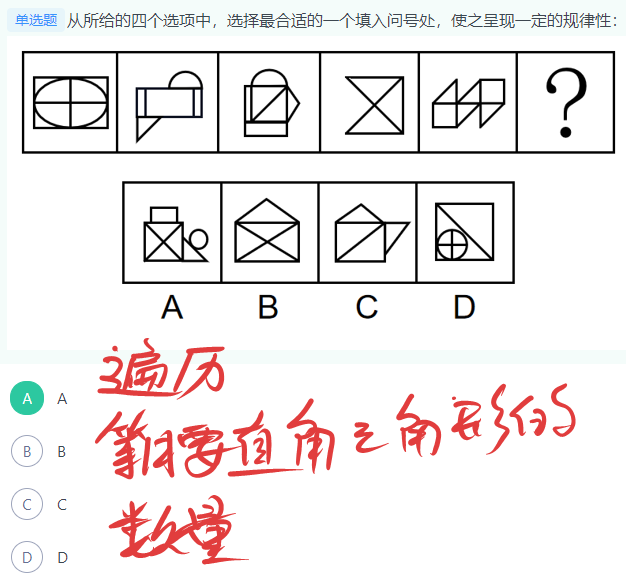 单选题 从所给的四个选项中，选择最合适的一个填入问号处，使之呈现一定的规律性：
?
A B C D
遍历
A A
等腰直角三角形的
B B
C C
数量
D D